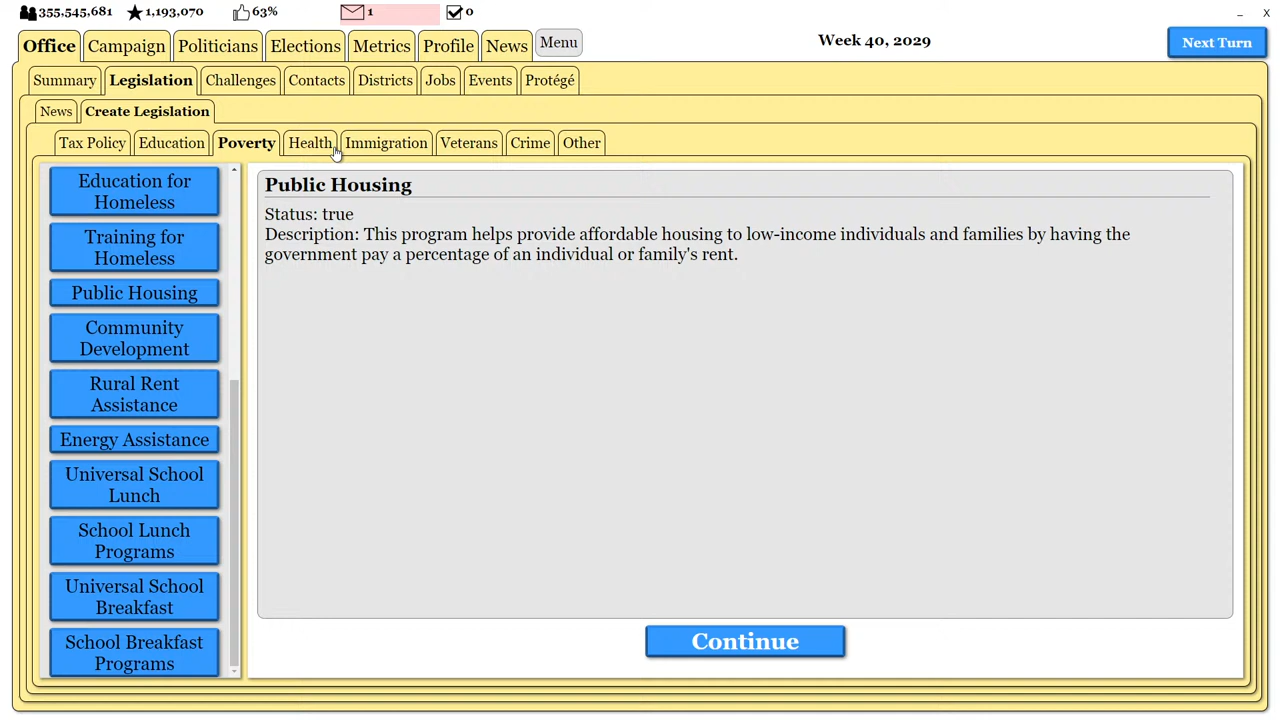 355,545,681 1,193,070 63% 1 0 _ X
Office Campaign Politicians Elections Metrics Profile News Menu Week 40, 2029 Next Turn
Summary Legislation Challenges Contacts Districts Jobs Events Protégé
News Create Legislation
Tax Policy Education Poverty Health Immigration Veterans Crime Other
Education for
Homeless
Training for
Homeless
Public Housing
Community
Development
Rural Rent
Assistance
Energy Assistance
Universal School
Lunch
School Lunch
Programs
Universal School
Breakfast
School Breakfast
Programs
Public Housing
Status: true
Description: This program helps provide affordable housing to low-income individuals and families by having the
government pay a percentage of an individual or family's rent.
Continue